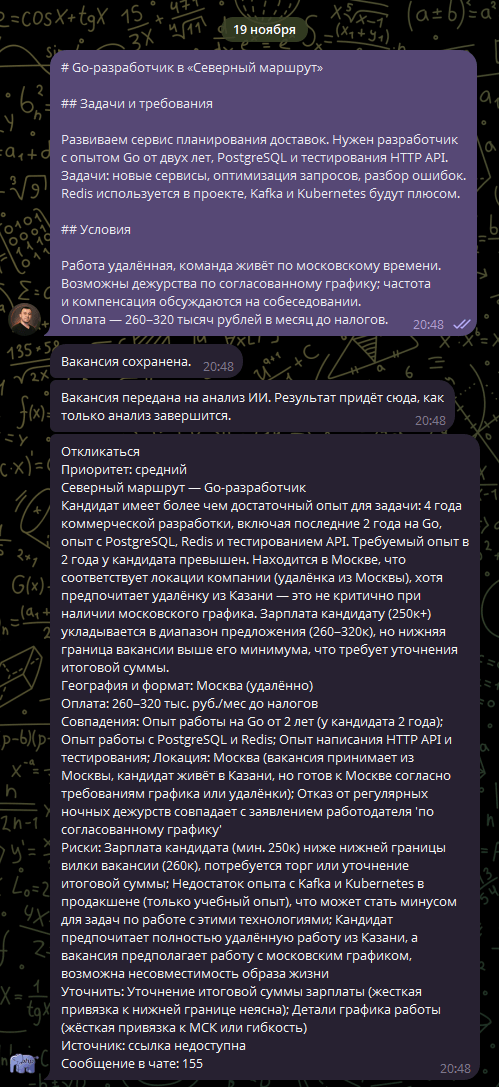 19 ноября
# Go-разработчик в «Северный маршрут»
## Задачи и требования
Развиваем сервис планирования доставок. Нужен разработчик
с опытом Go от двух лет, PostgreSQL и тестирования HTTP API.
Задачи: новые сервисы, оптимизация запросов, разбор ошибок.
Redis используется в проекте, Kafka и Kubernetes будут плюсом.
## Условия
Работа удалённая, команда живёт по московскому времени.
Возможны дежурства по согласованному графику; частота
и компенсация обсуждаются на собеседовании.
Оплата — 260–320 тысяч рублей в месяц до налогов.
20:48
Вакансия сохранена.
20:48
Вакансия передана на анализ ИИ. Результат придёт сюда, как
только анализ завершится.
20:48
Откликаться
Приоритет: средний
Северный маршрут — Go-разработчик
Кандидат имеет более чем достаточный опыт для задачи: 4 года
коммерческой разработки, включая последние 2 года на Go,
опыт с PostgreSQL, Redis и тестированием API. Требуемый опыт в
2 года у кандидата превышен. Находится в Москве, что
соответствует локации компании (удалёнка из Москвы), хотя
предпочитает удалёнку из Казани — это не критично при
наличии московского графика. Зарплата кандидату (250к+)
укладывается в диапазон предложения (260–320к), но нижняя
граница вакансии выше его минимума, что требует уточнения
итоговой суммы.
География и формат: Москва (удалённо)
Оплата: 260–320 тыс. руб./мес до налогов
Совпадения: Опыт работы на Go от 2 лет (у кандидата 2 года);
Опыт работы с PostgreSQL и Redis; Опыт написания HTTP API и
тестирования; Локация: Москва (вакансия принимает из
Москвы, кандидат живёт в Казани, но готов к Москве согласно
требованиям графика или удалёнки); Отказ от регулярных
ночных дежурств совпадает с заявлением работодателя 'по
согласованному графику'
Риски: Зарплата кандидата (мин. 250к) ниже нижней границы
вилки вакансии (260к), потребуется торг или уточнение
итоговой суммы; Недостаток опыта с Kafka и Kubernetes в
продакшене (только учебный опыт), что может стать минусом
для задач по работе с этими технологиями; Кандидат
предпочитает полностью удалённую работу из Казани, а
вакансия предполагает работу с московским графиком,
возможна несовместимость образа жизни
Уточнить: Уточнение итоговой суммы зарплаты (жесткая
привязка к нижней границе неясна); Детали графика работы
(жёсткая привязка к МСК или гибкость)
Источник: ссылка недоступна
Сообщение в чате: 155
20:48